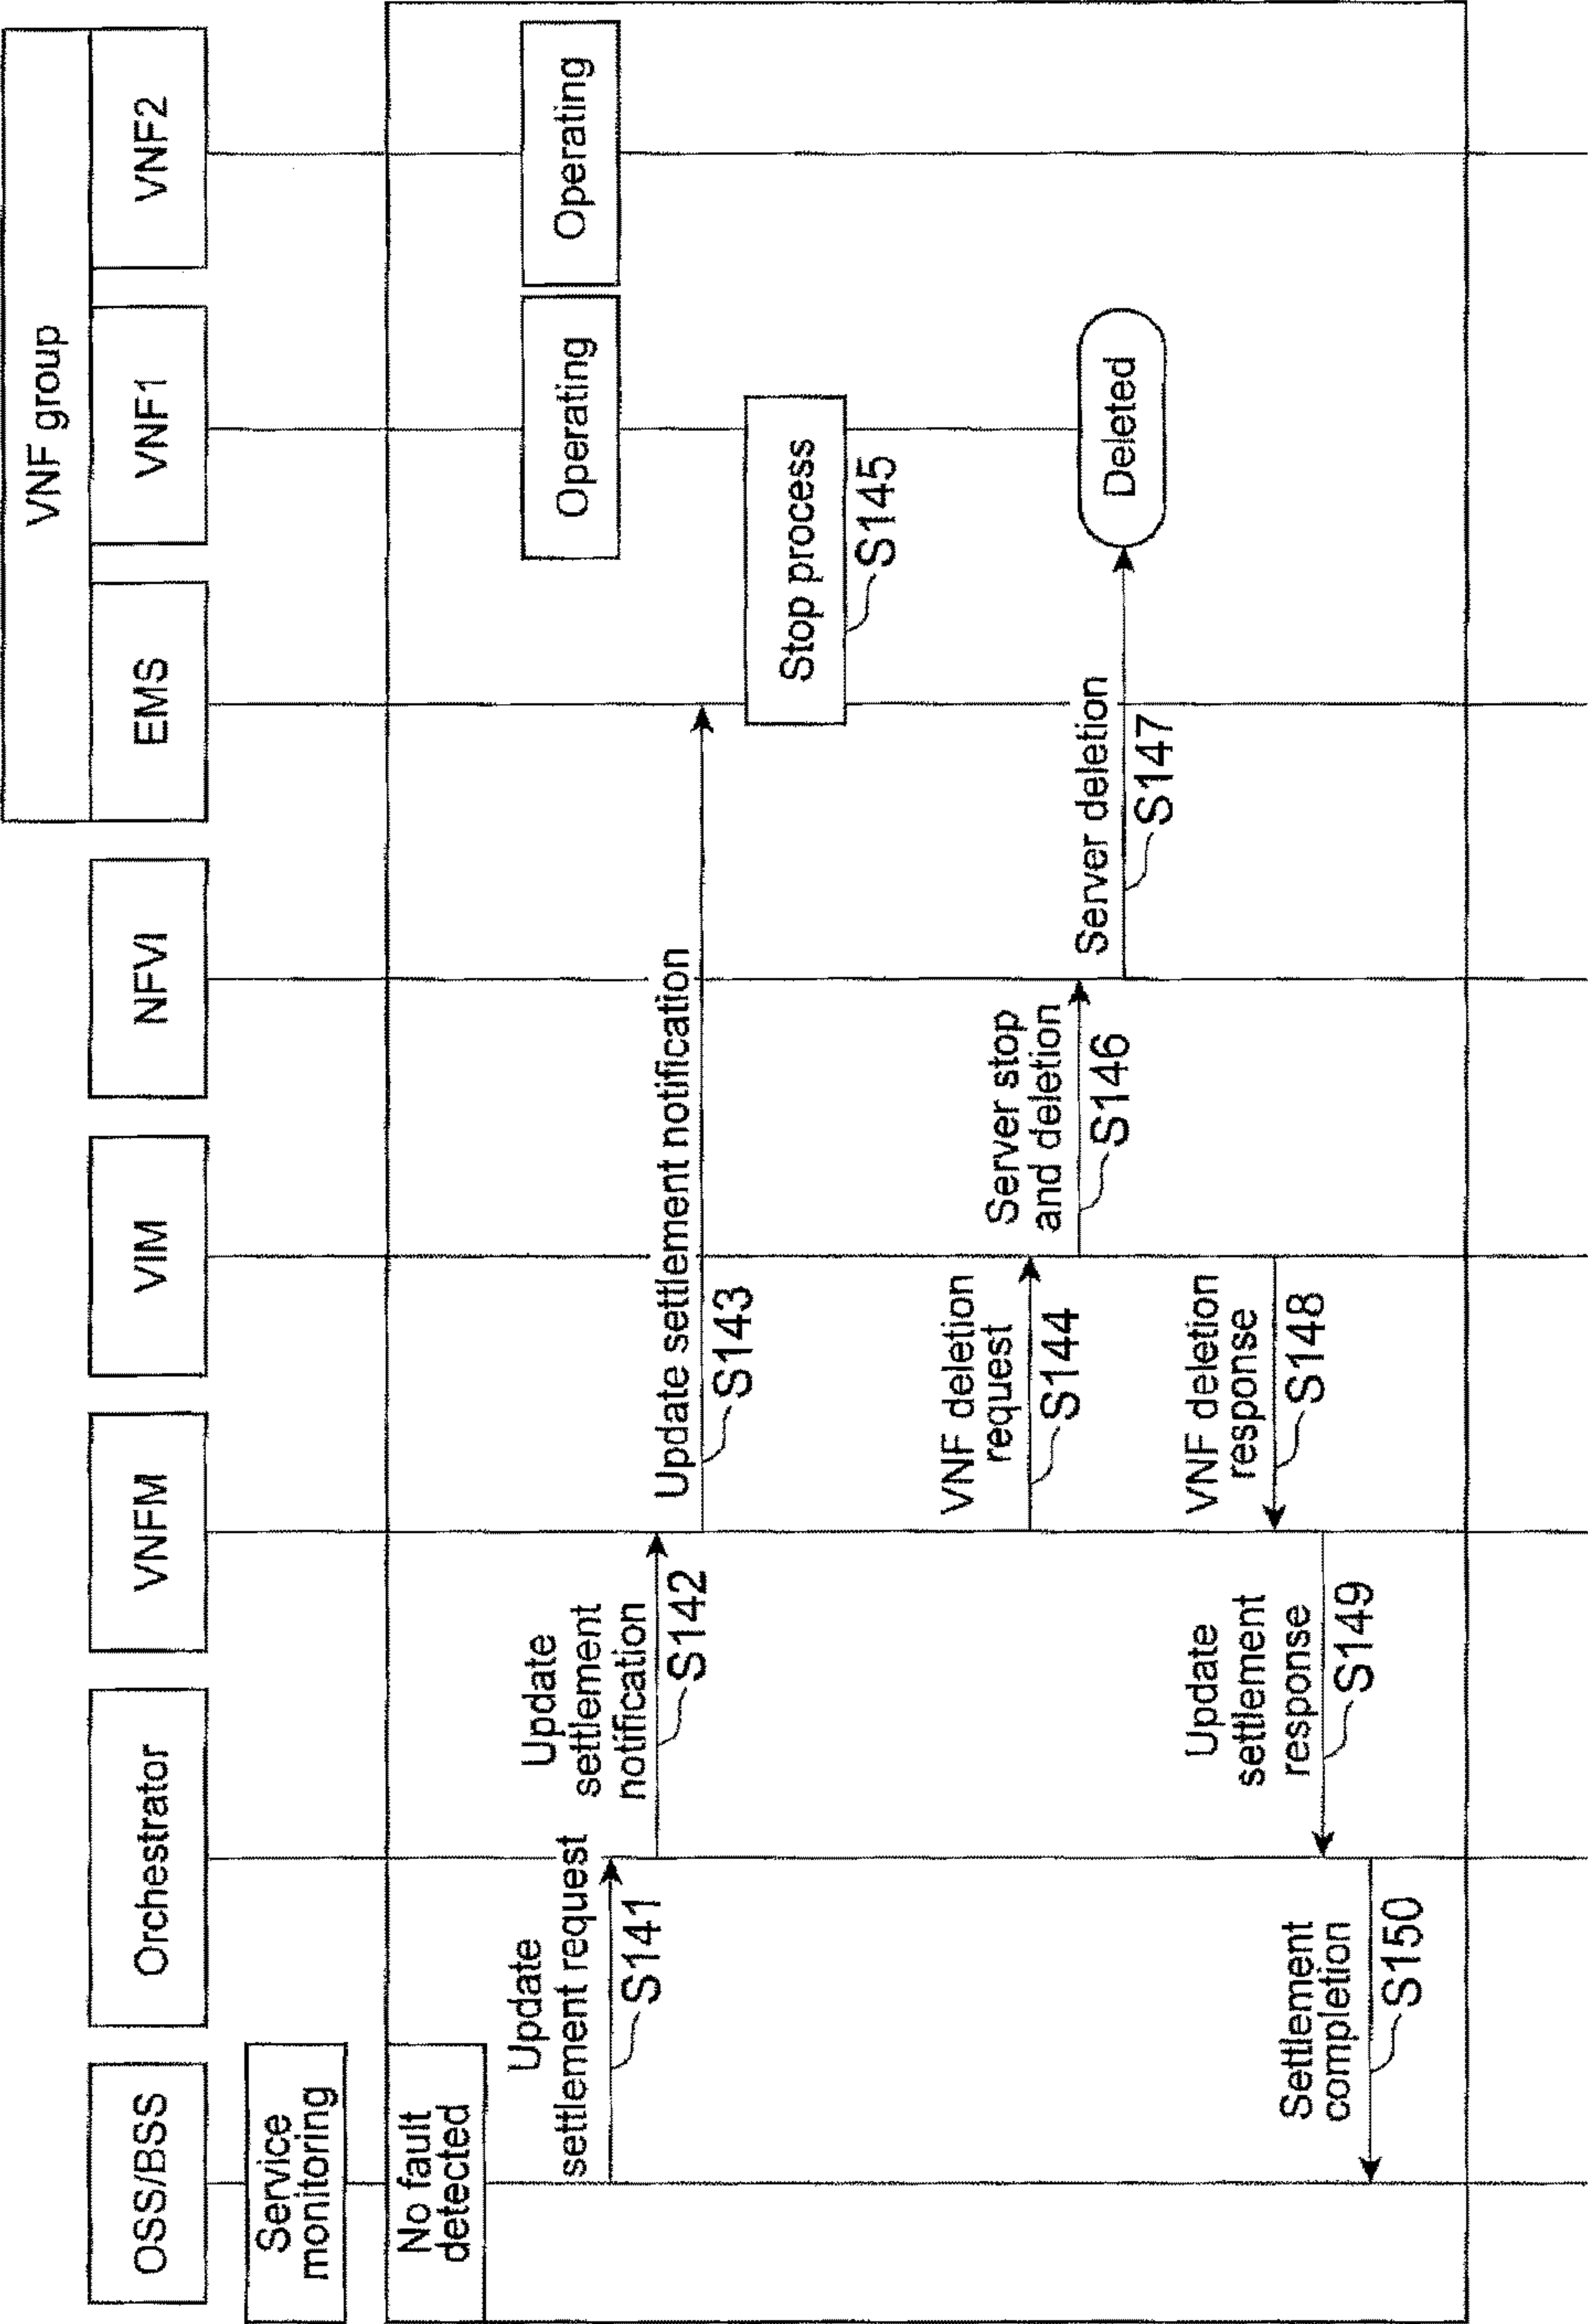 VNF group
OSS/BSS
Orchestrator
VNFM
VIM
NFVI
EMS
VNF1
VNF2
Service
monitoring
No fault
detected
Operating
Operating
Update
settlement request
S141
Update
settlement
notification
S142
Update settlement notification
S143
Stop process
S145
VNF deletion
request
S144
Server stop
and deletion
S146
Server deletion
S147
Deleted
VNF deletion
response
S148
Update
settlement
response
S149
Settlement
completion
S150